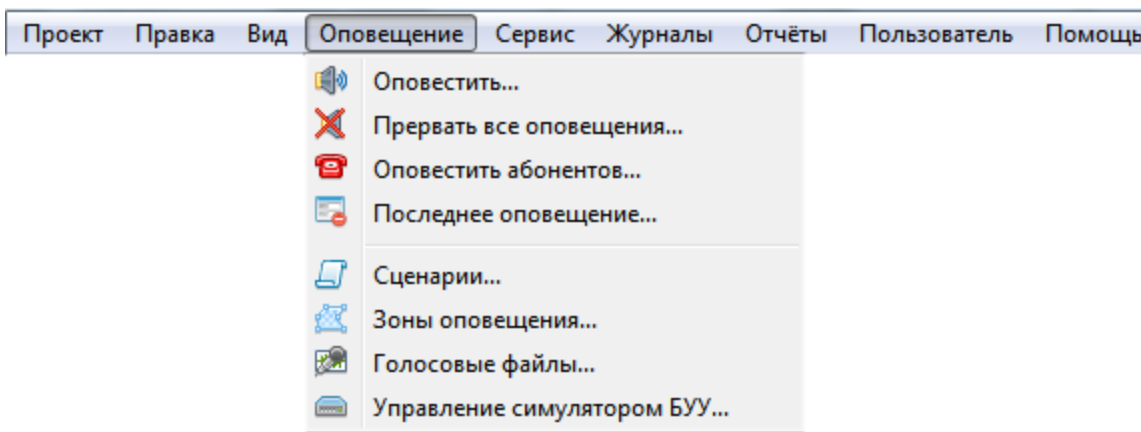 Проект Правка Вид Оповещение Сервис Журналы Отчёты Пользователь Помощь
Оповестить...
Прервать все оповещения...
Оповестить абонентов...
Последнее оповещение...
Сценарии...
Зоны оповещения...
Голосовые файлы...
Управление симулятором БУУ...